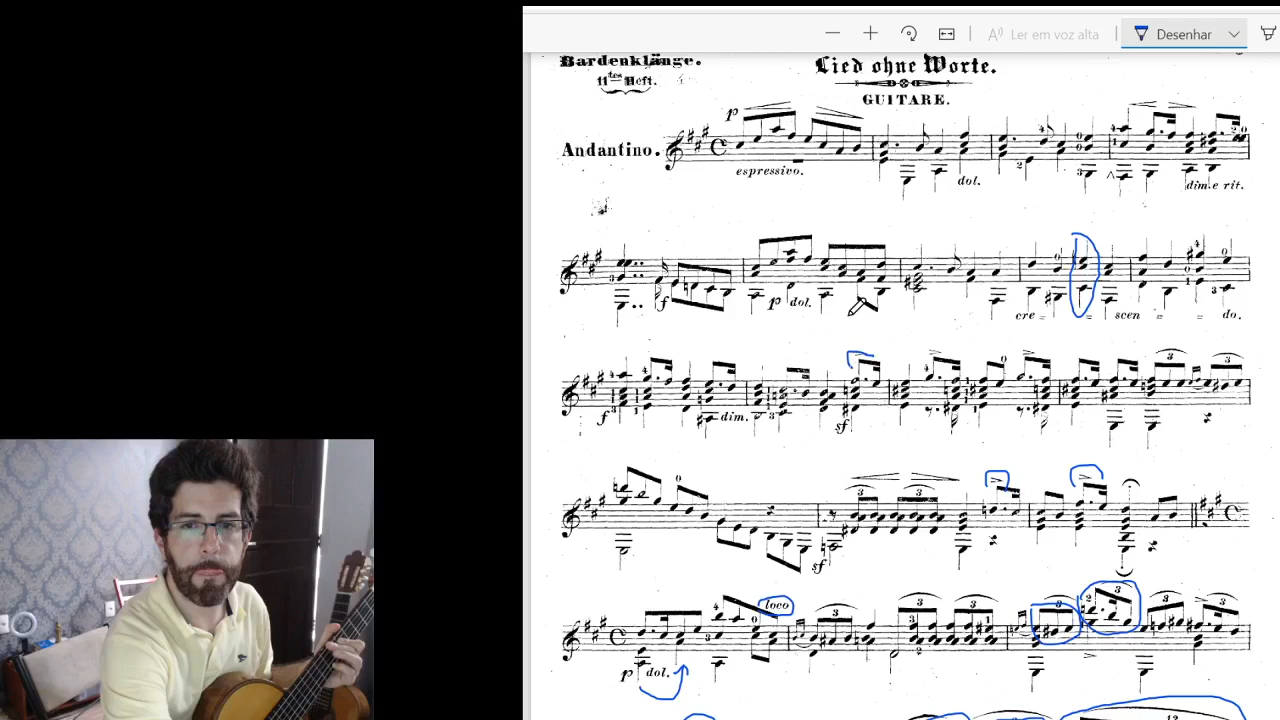 Ler em voz alta Desenhar
Bardenklänge.
11tes Heft.
Lied ohne Worte.
GUITARE.
Andantino.
p
espressivo. dol. dim.e rit.
f p dol. cre = = scen = = do.
f dim. sf
sf
loco
p dol.
12